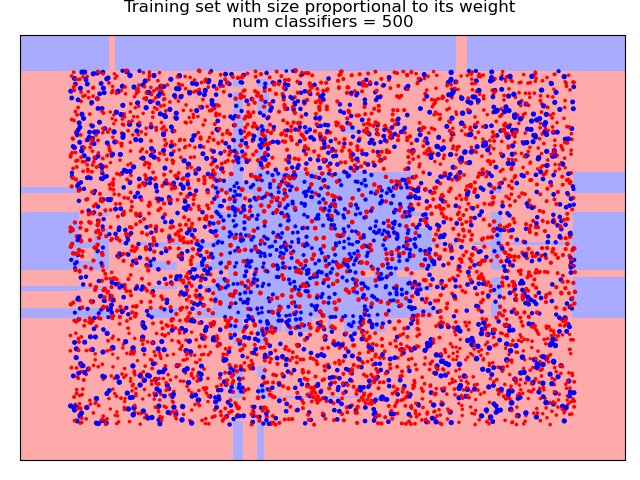 Training set with size proportional to its weight
num classifiers = 500